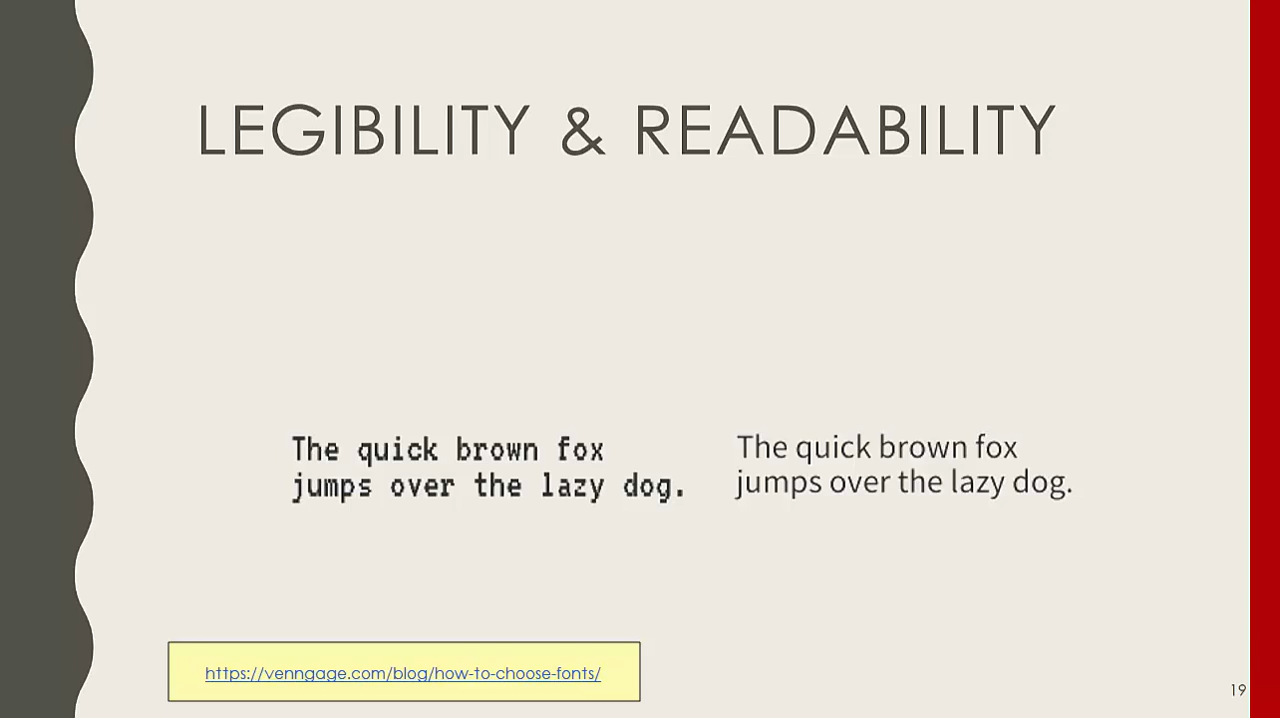 LEGIBILITY & READABILITY
The quick brown fox
jumps over the lazy dog.
The quick brown fox
jumps over the lazy dog.
https://venngage.com/blog/how-to-choose-fonts/
19